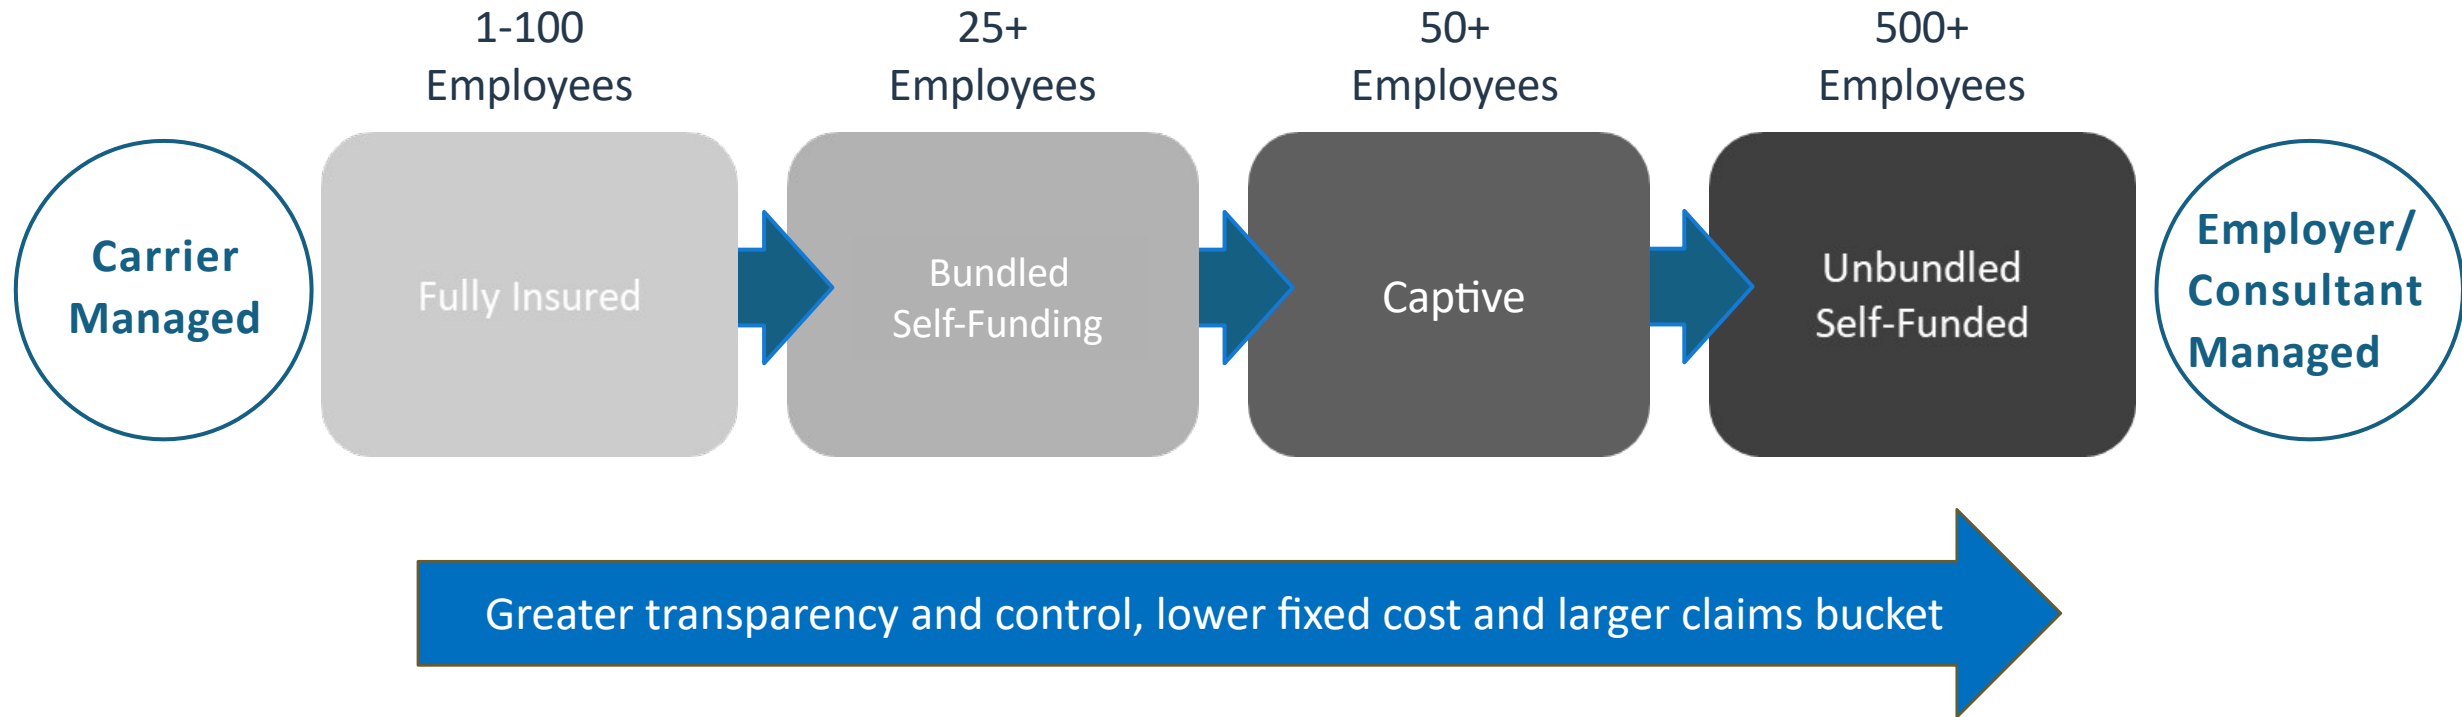 1-100
Employees
25+
Employees
50+
Employees
500+
Employees
Carrier
Managed
Fully Insured
Bundled
Self-Funding
Captive
Unbundled
Self-Funded
Employer/
Consultant
Managed
Greater transparency and control, lower fixed cost and larger claims bucket